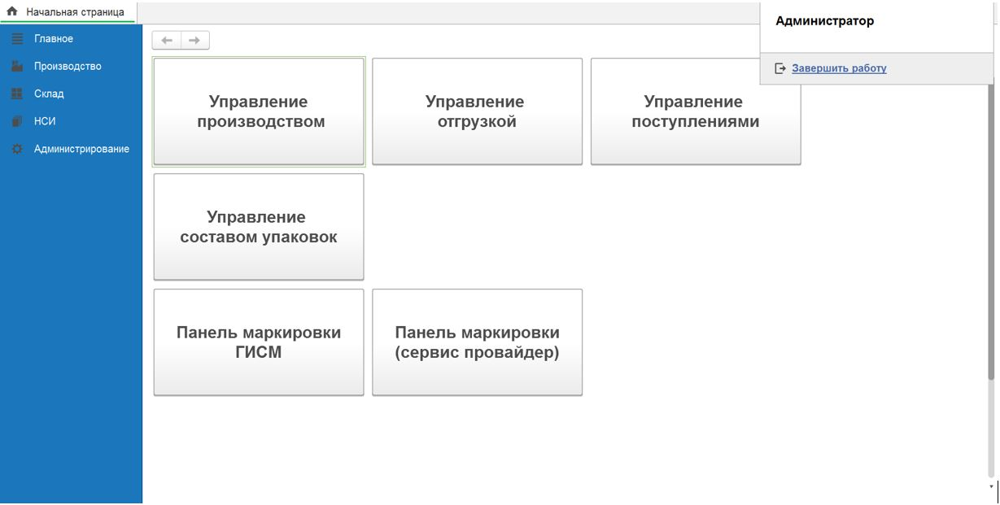 Начальная страница
Администратор
Завершить работу
Главное
Производство
Склад
НСИ
Администрирование
Управление
производством
Управление
отгрузкой
Управление
поступлениями
Управление
составом упаковок
Панель маркировки
ГИСМ
Панель маркировки
(сервис провайдер)